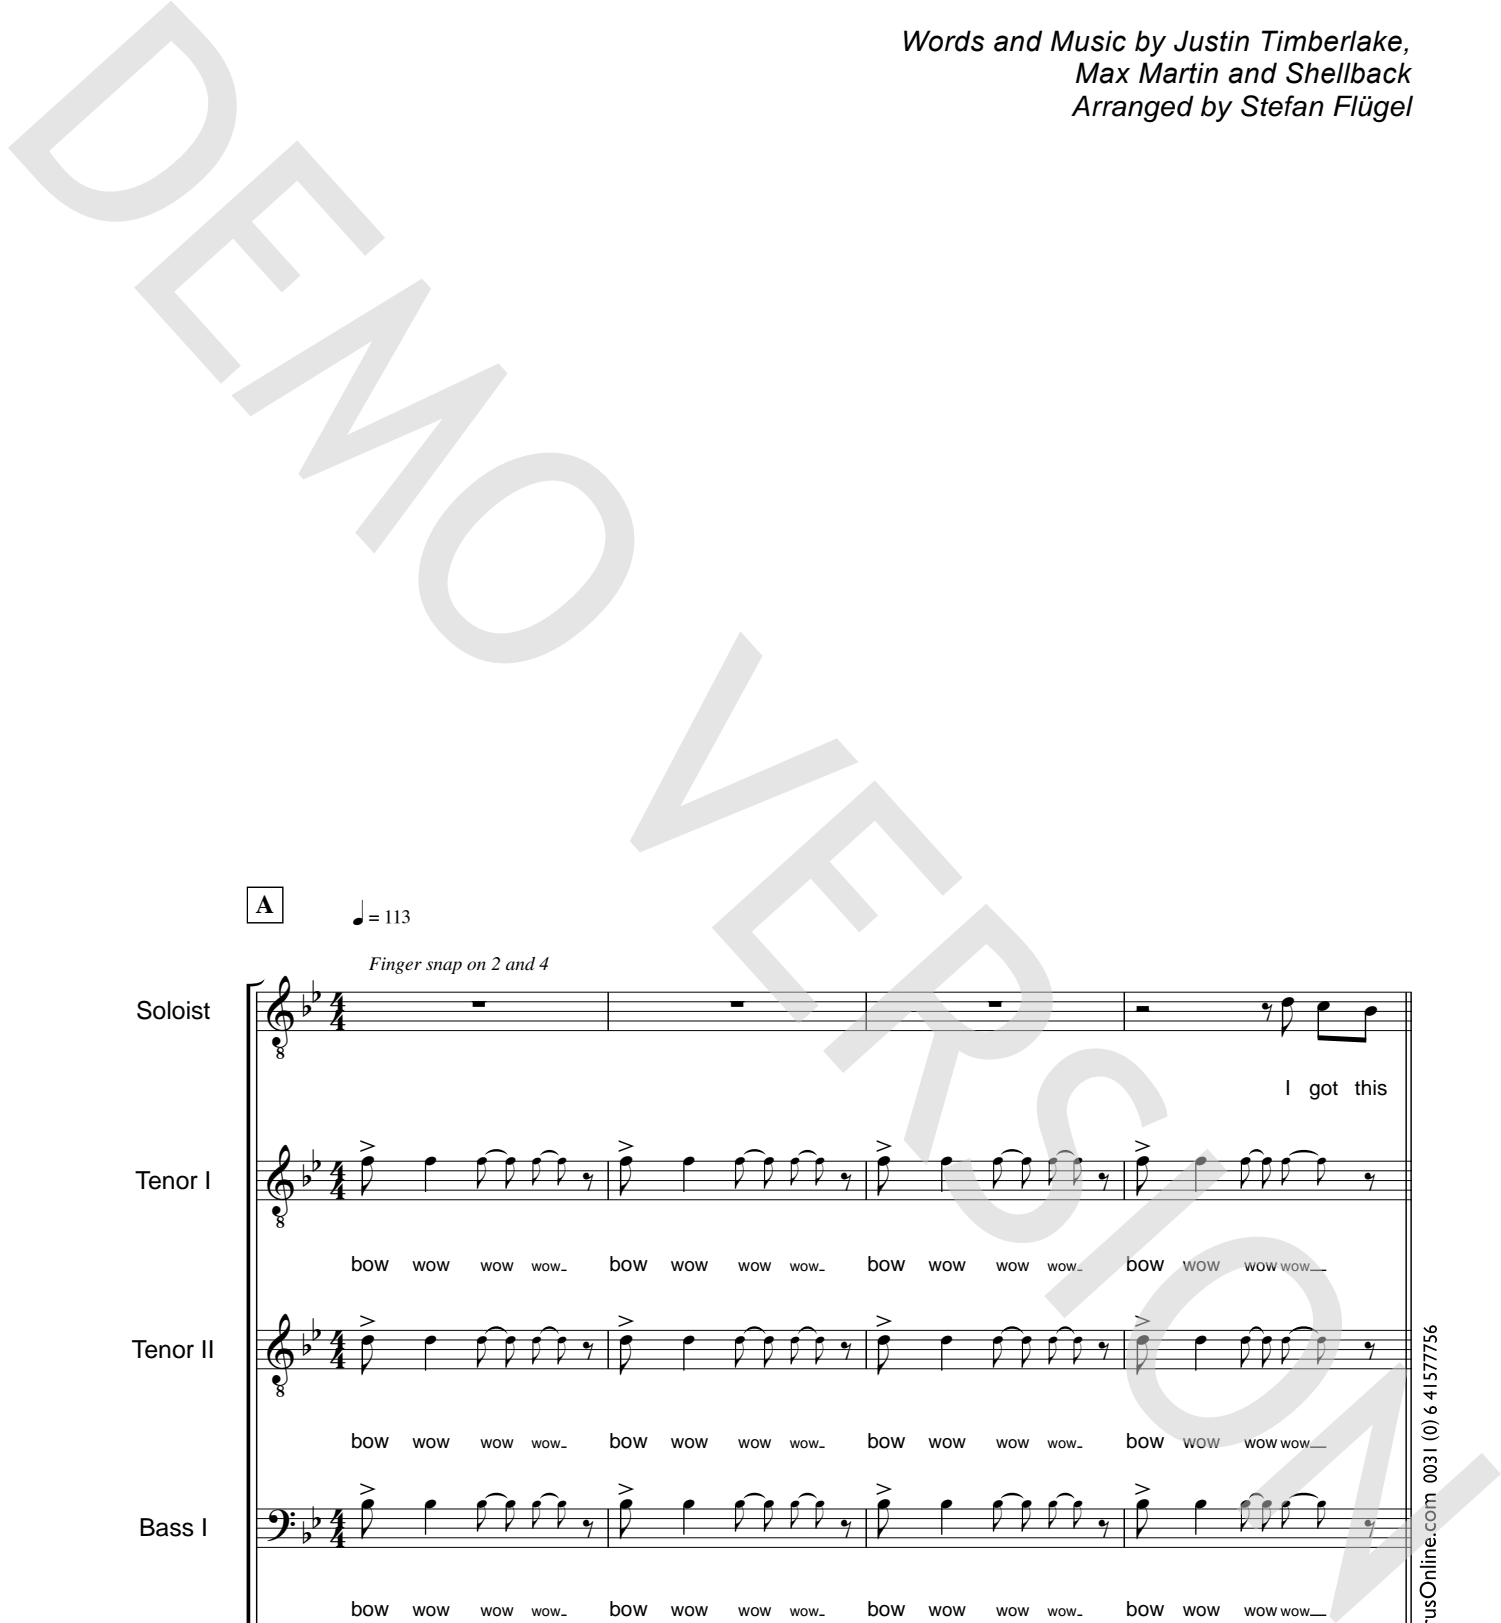 Words and Music by Justin Timberlake,
Max Martin and Shellback
Arranged by Stefan Flügel
DEMO VERSION
A
= 113
Finger snap on 2 and 4
Soloist
I got this
Tenor I
bow wow wow wow bow wow wow wow bow wow wow wow bow wow wow wow
Tenor II
bow wow wow wow bow wow wow wow bow wow wow wow bow wow wow wow
Bass I
bow wow wow wow bow wow wow wow bow wow wow wow bow wow wow wow
usOnline.com 0031 (0) 6 41577756